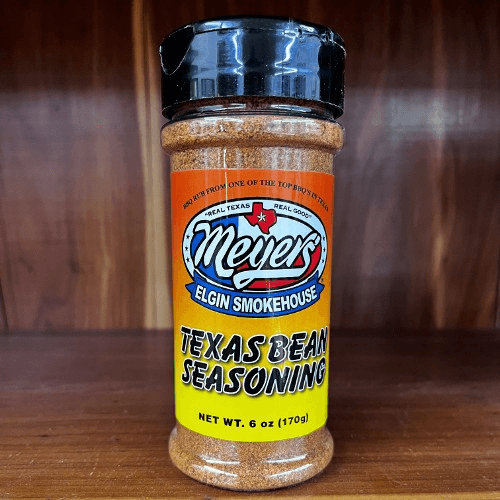 BBQ RUB FROM ONE OF THE TOP BBQ'S IN TEXAS
"REAL TEXAS REAL GOOD"
Meyers'
ELGIN SMOKEHOUSE
TEXAS BEAN
SEASONING
NET WT. 6 oz (170g)